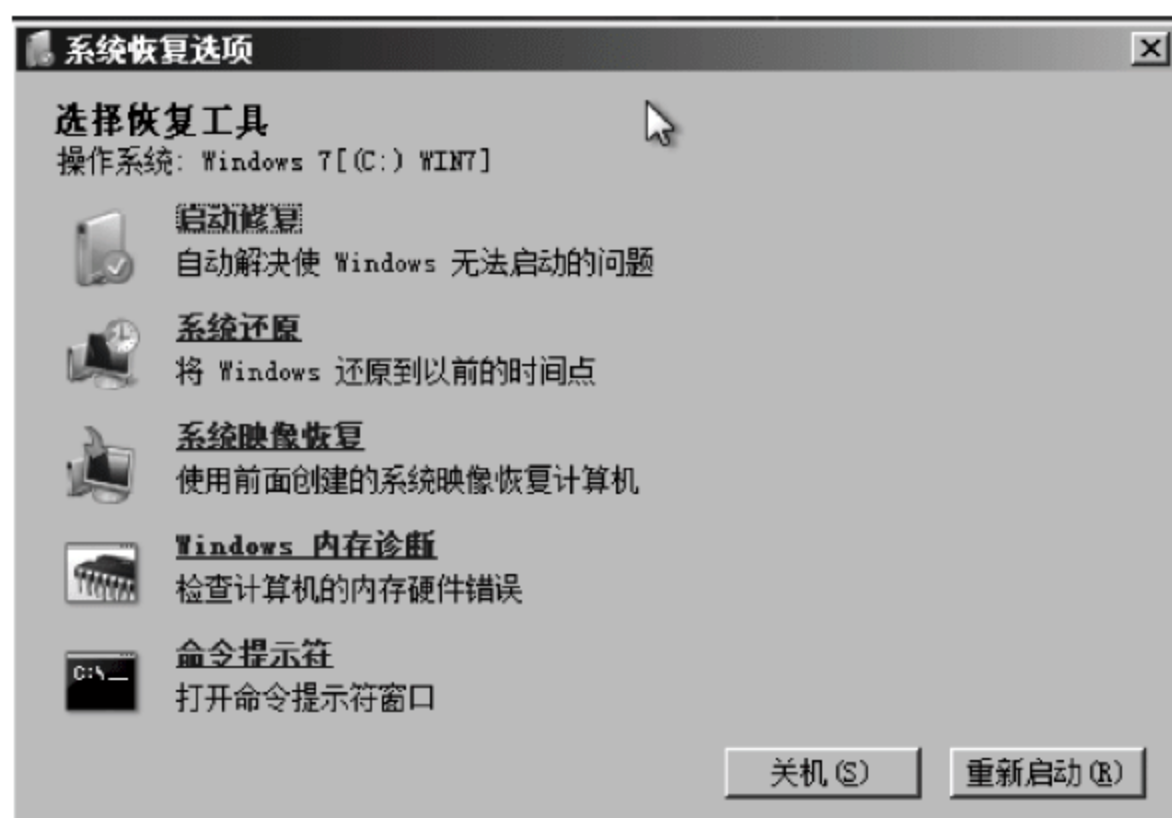 系统恢复选项
选择恢复工具
操作系统: Windows 7[(C:) WIN7]
启动修复
自动解决使 Windows 无法启动的问题
系统还原
将 Windows 还原到以前的时间点
系统映像恢复
使用前面创建的系统映像恢复计算机
Windows 内存诊断
检查计算机的内存硬件错误
C:\_
命令提示符
打开命令提示符窗口
关机(S)
重新启动(R)